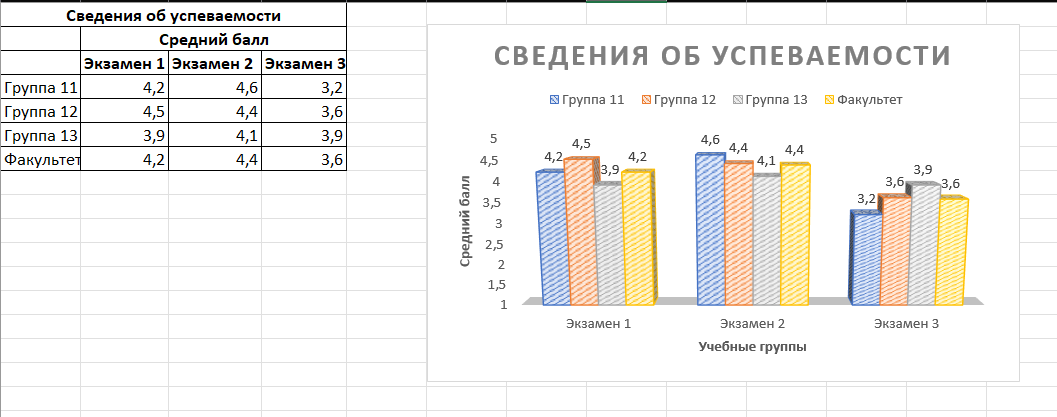 Сведения об успеваемости
Средний балл
Экзамен 1 Экзамен 2 Экзамен 3
Группа 11 4,2 4,6 3,2
Группа 12 4,5 4,4 3,6
Группа 13 3,9 4,1 3,9
Факультет 4,2 4,4 3,6
СВЕДЕНИЯ ОБ УСПЕВАЕМОСТИ
Группа 11 Группа 12 Группа 13 Факультет
5
4,5
4
3,5
3
2,5
2
1,5
1
Средний балл
4,2 4,5 3,9 4,2
4,6 4,4 4,1 4,4
3,2 3,6 3,9 3,6
Экзамен 1 Экзамен 2 Экзамен 3
Учебные группы